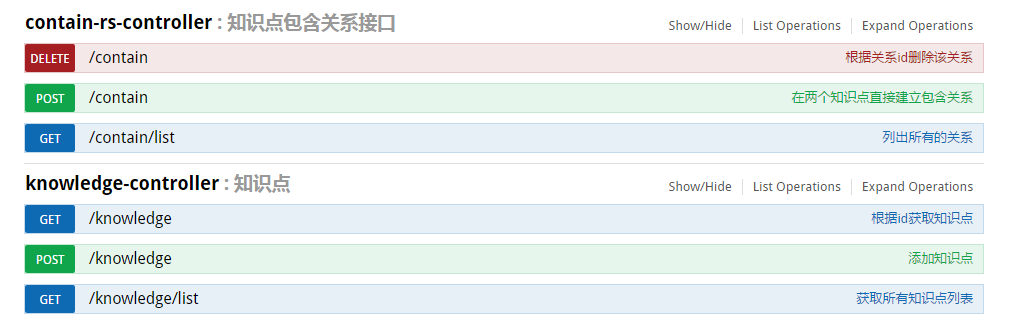 contain-rs-controller : 知识点包含关系接口 Show/Hide List Operations Expand Operations
DELETE /contain 根据关系id删除该关系
POST /contain 在两个知识点直接建立包含关系
GET /contain/list 列出所有的关系
knowledge-controller : 知识点 Show/Hide List Operations Expand Operations
GET /knowledge 根据id获取知识点
POST /knowledge 添加知识点
GET /knowledge/list 获取所有知识点列表